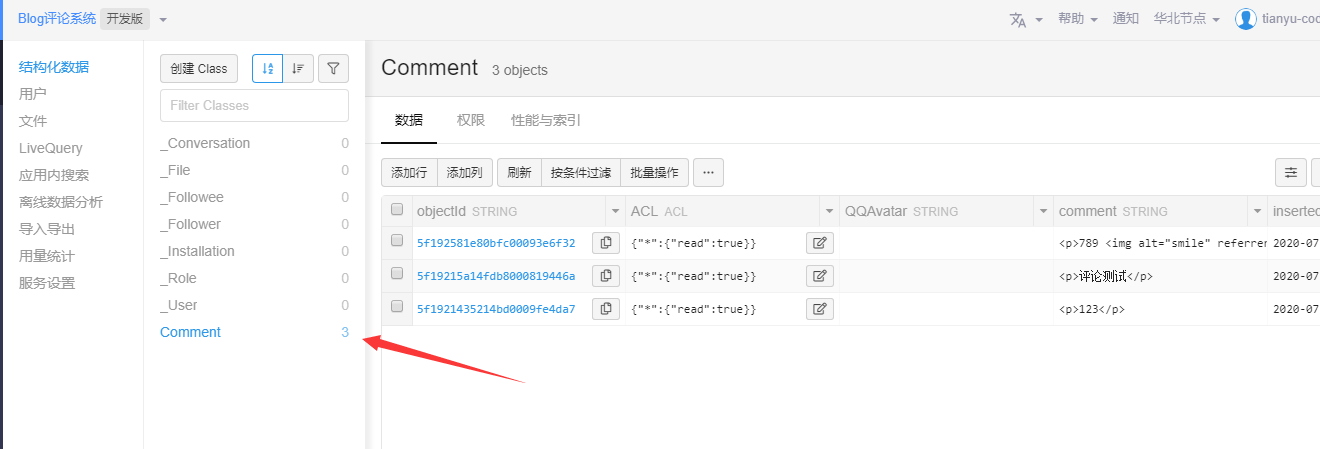 Blog评论系统 开发版 帮助 通知 华北节点 tianyu-coc
结构化数据
用户
文件
LiveQuery
应用内搜索
离线数据分析
导入导出
用量统计
服务设置
创建 Class
Filter Classes
_Conversation 0
_File 0
_Followee 0
_Follower 0
_Installation 0
_Role 0
_User 0
Comment 3
Comment 3 objects
数据 权限 性能与索引
添加行 添加列 刷新 按条件过滤 批量操作 ···
objectId STRING ACL ACL QQAvatar STRING comment STRING inserted
5f192581e80bfc00093e6f32 {"*":{"read":true}} <p>789 <img alt="smile" referrer 2020-07
5f19215a14fdb8000819446a {"*":{"read":true}} <p>评论测试</p> 2020-07
5f1921435214bd0009fe4da7 {"*":{"read":true}} <p>123</p> 2020-07